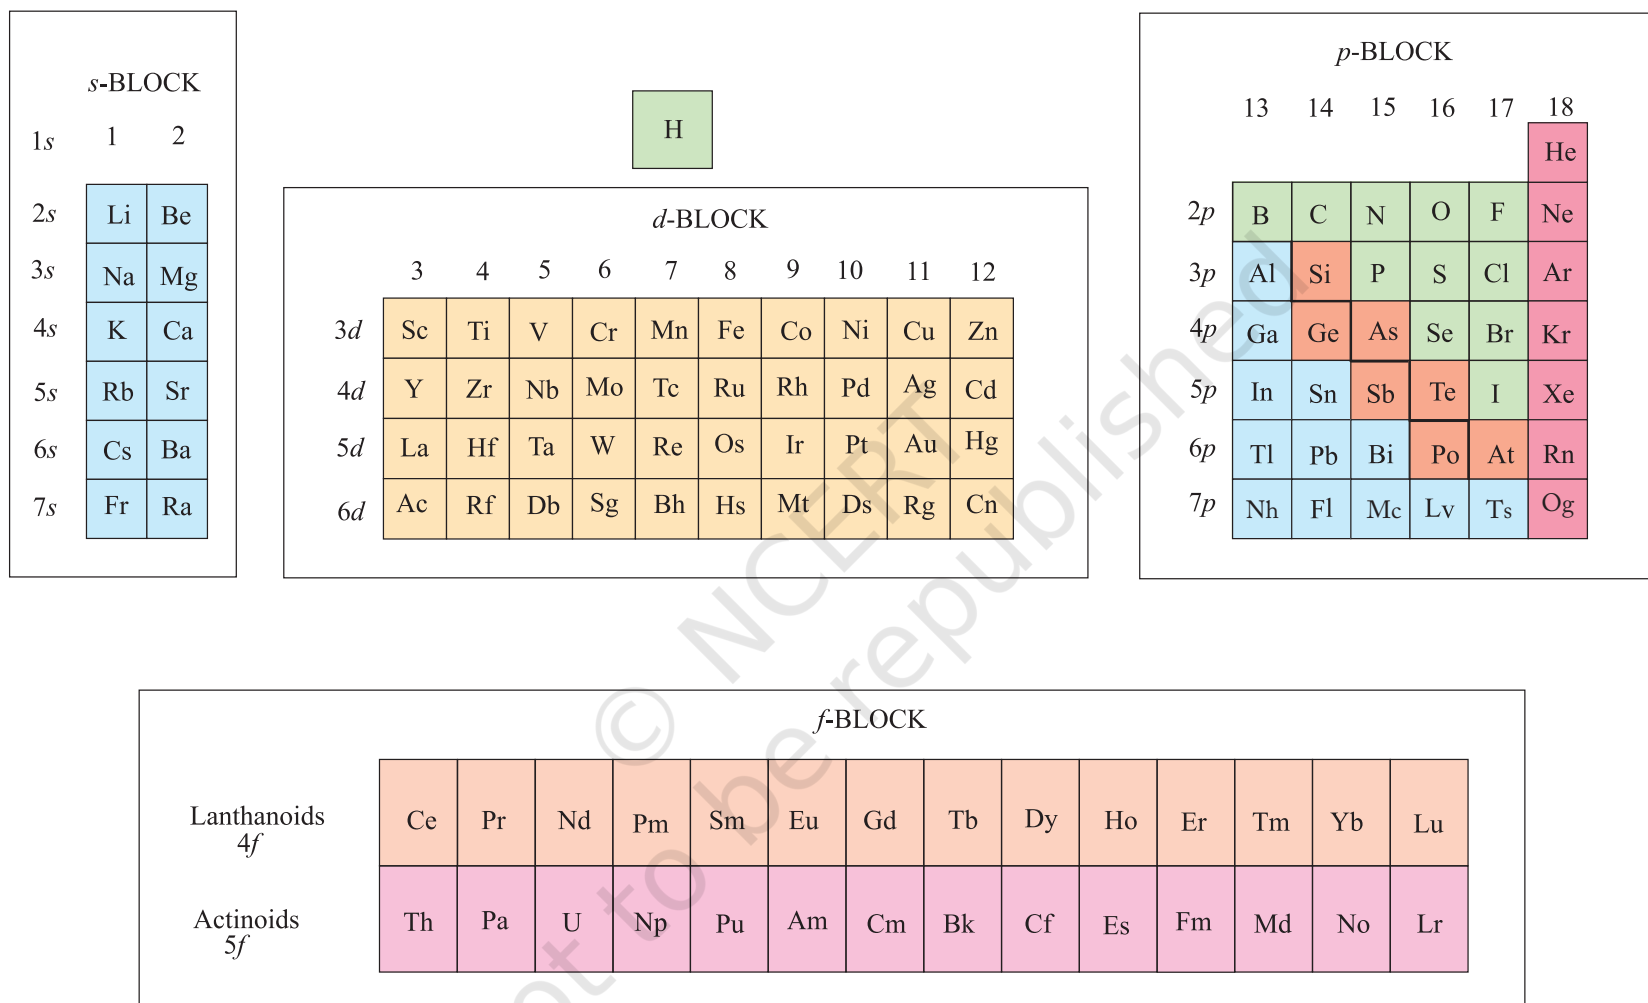 s-BLOCK
1s 1 2
2s Li Be
3s Na Mg
4s K Ca
5s Rb Sr
6s Cs Ba
7s Fr Ra
H
d-BLOCK
3 4 5 6 7 8 9 10 11 12
3d Sc Ti V Cr Mn Fe Co Ni Cu Zn
4d Y Zr Nb Mo Tc Ru Rh Pd Ag Cd
5d La Hf Ta W Re Os Ir Pt Au Hg
6d Ac Rf Db Sg Bh Hs Mt Ds Rg Cn
p-BLOCK
13 14 15 16 17 18
He
2p B C N O F Ne
3p Al Si P S Cl Ar
4p Ga Ge As Se Br Kr
5p In Sn Sb Te I Xe
6p Tl Pb Bi Po At Rn
7p Nh Fl Mc Lv Ts Og
f-BLOCK
Lanthanoids
4f
Ce Pr Nd Pm Sm Eu Gd Tb Dy Ho Er Tm Yb Lu
Actinoids
5f
Th Pa U Np Pu Am Cm Bk Cf Es Fm Md No Lr
© NCERT
not to be republished